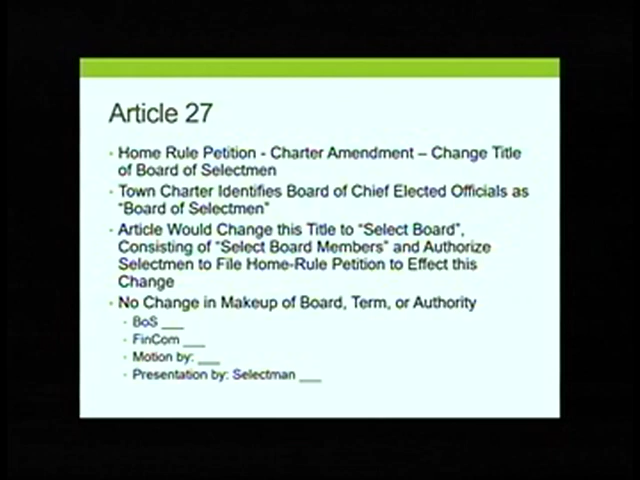 Article 27
· Home Rule Petition - Charter Amendment – Change Title
of Board of Selectmen
· Town Charter Identifies Board of Chief Elected Officials as
"Board of Selectmen"
· Article Would Change this Title to "Select Board",
Consisting of "Select Board Members" and Authorize
Selectmen to File Home-Rule Petition to Effect this
Change
· No Change in Makeup of Board, Term, or Authority
· BoS ___
· FinCom ___
· Motion by: ___
· Presentation by: Selectman ___